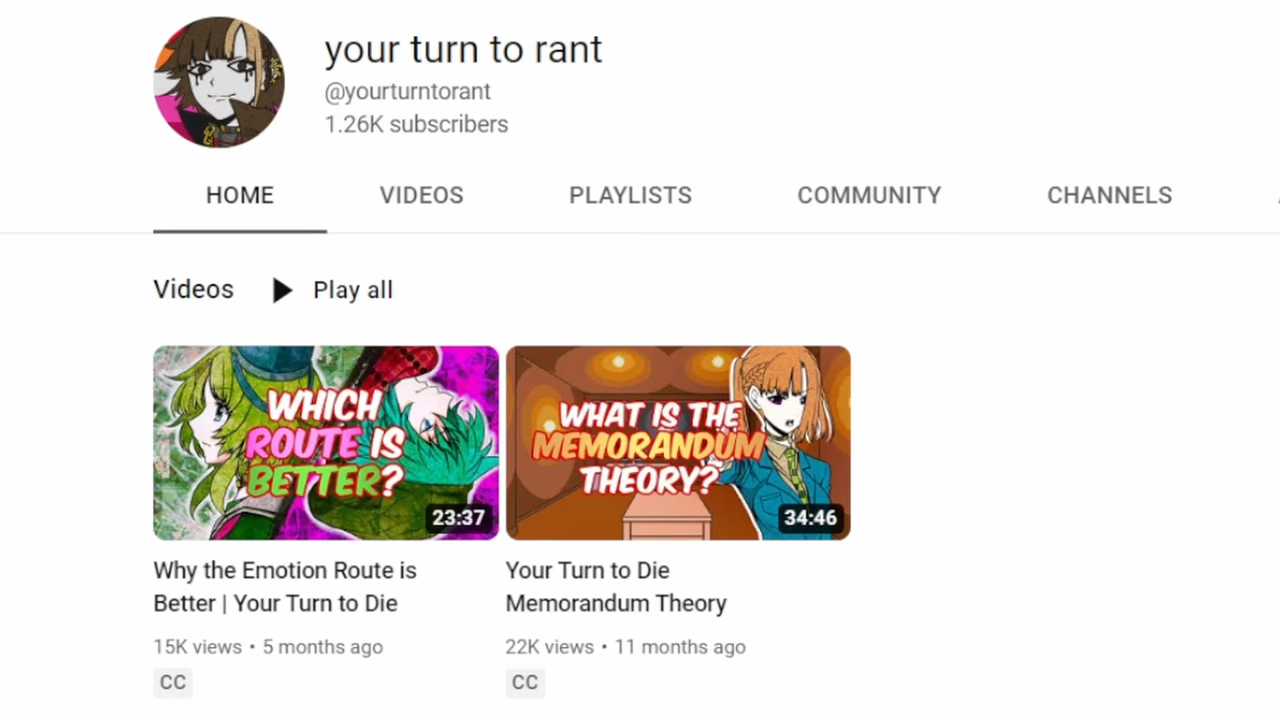 your turn to rant
@yourturntorant
1.26K subscribers
HOME VIDEOS PLAYLISTS COMMUNITY CHANNELS
Videos Play all
WHICH
ROUTE IS
BETTER?
23:37
WHAT IS THE
MEMORANDUM
THEORY?
34:46
Why the Emotion Route is
Better | Your Turn to Die
15K views • 5 months ago
CC
Your Turn to Die
Memorandum Theory
22K views • 11 months ago
CC